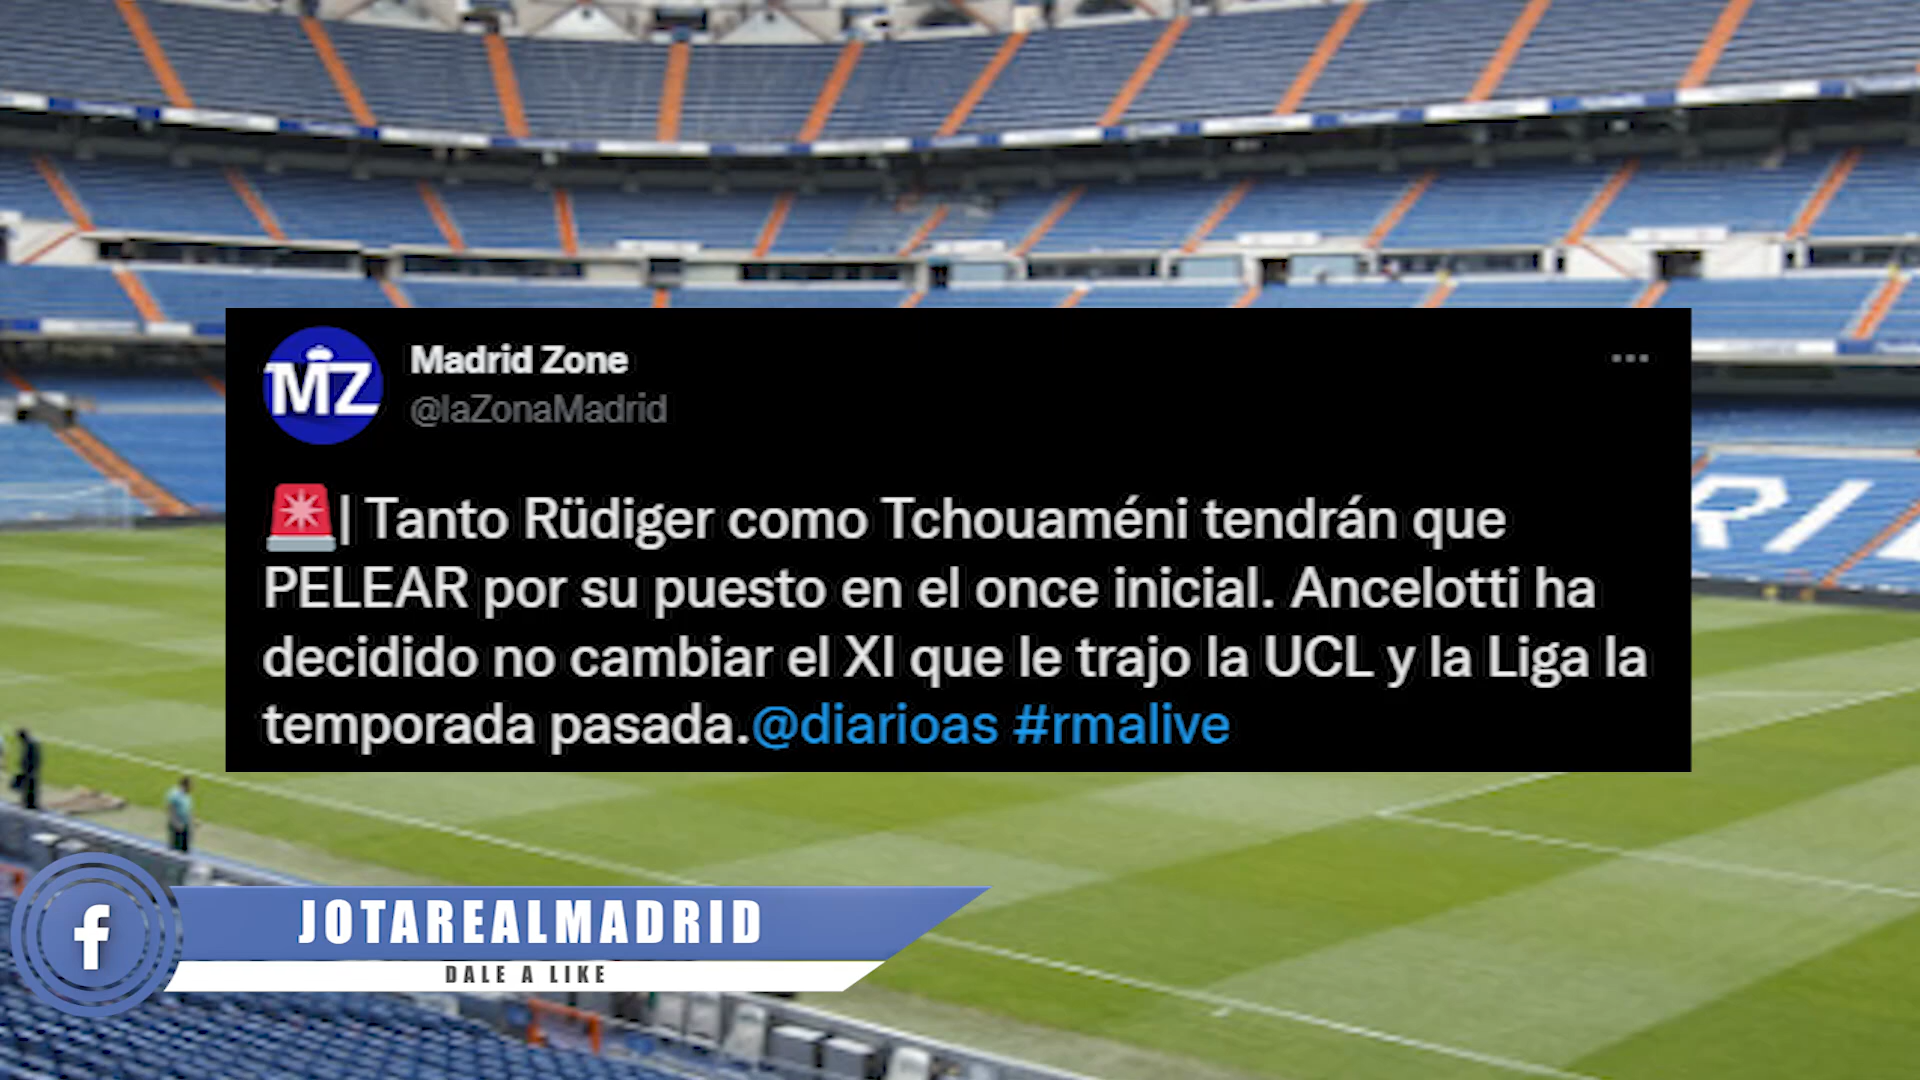 RI
MZ
Madrid Zone
@laZonaMadrid
🚨| Tanto Rüdiger como Tchouaméni tendrán que
PELEAR por su puesto en el once inicial. Ancelotti ha
decidido no cambiar el XI que le trajo la UCL y la Liga la
temporada pasada.@diarioas #rmalive
f
JOTAREALMADRID
DALE A LIKE